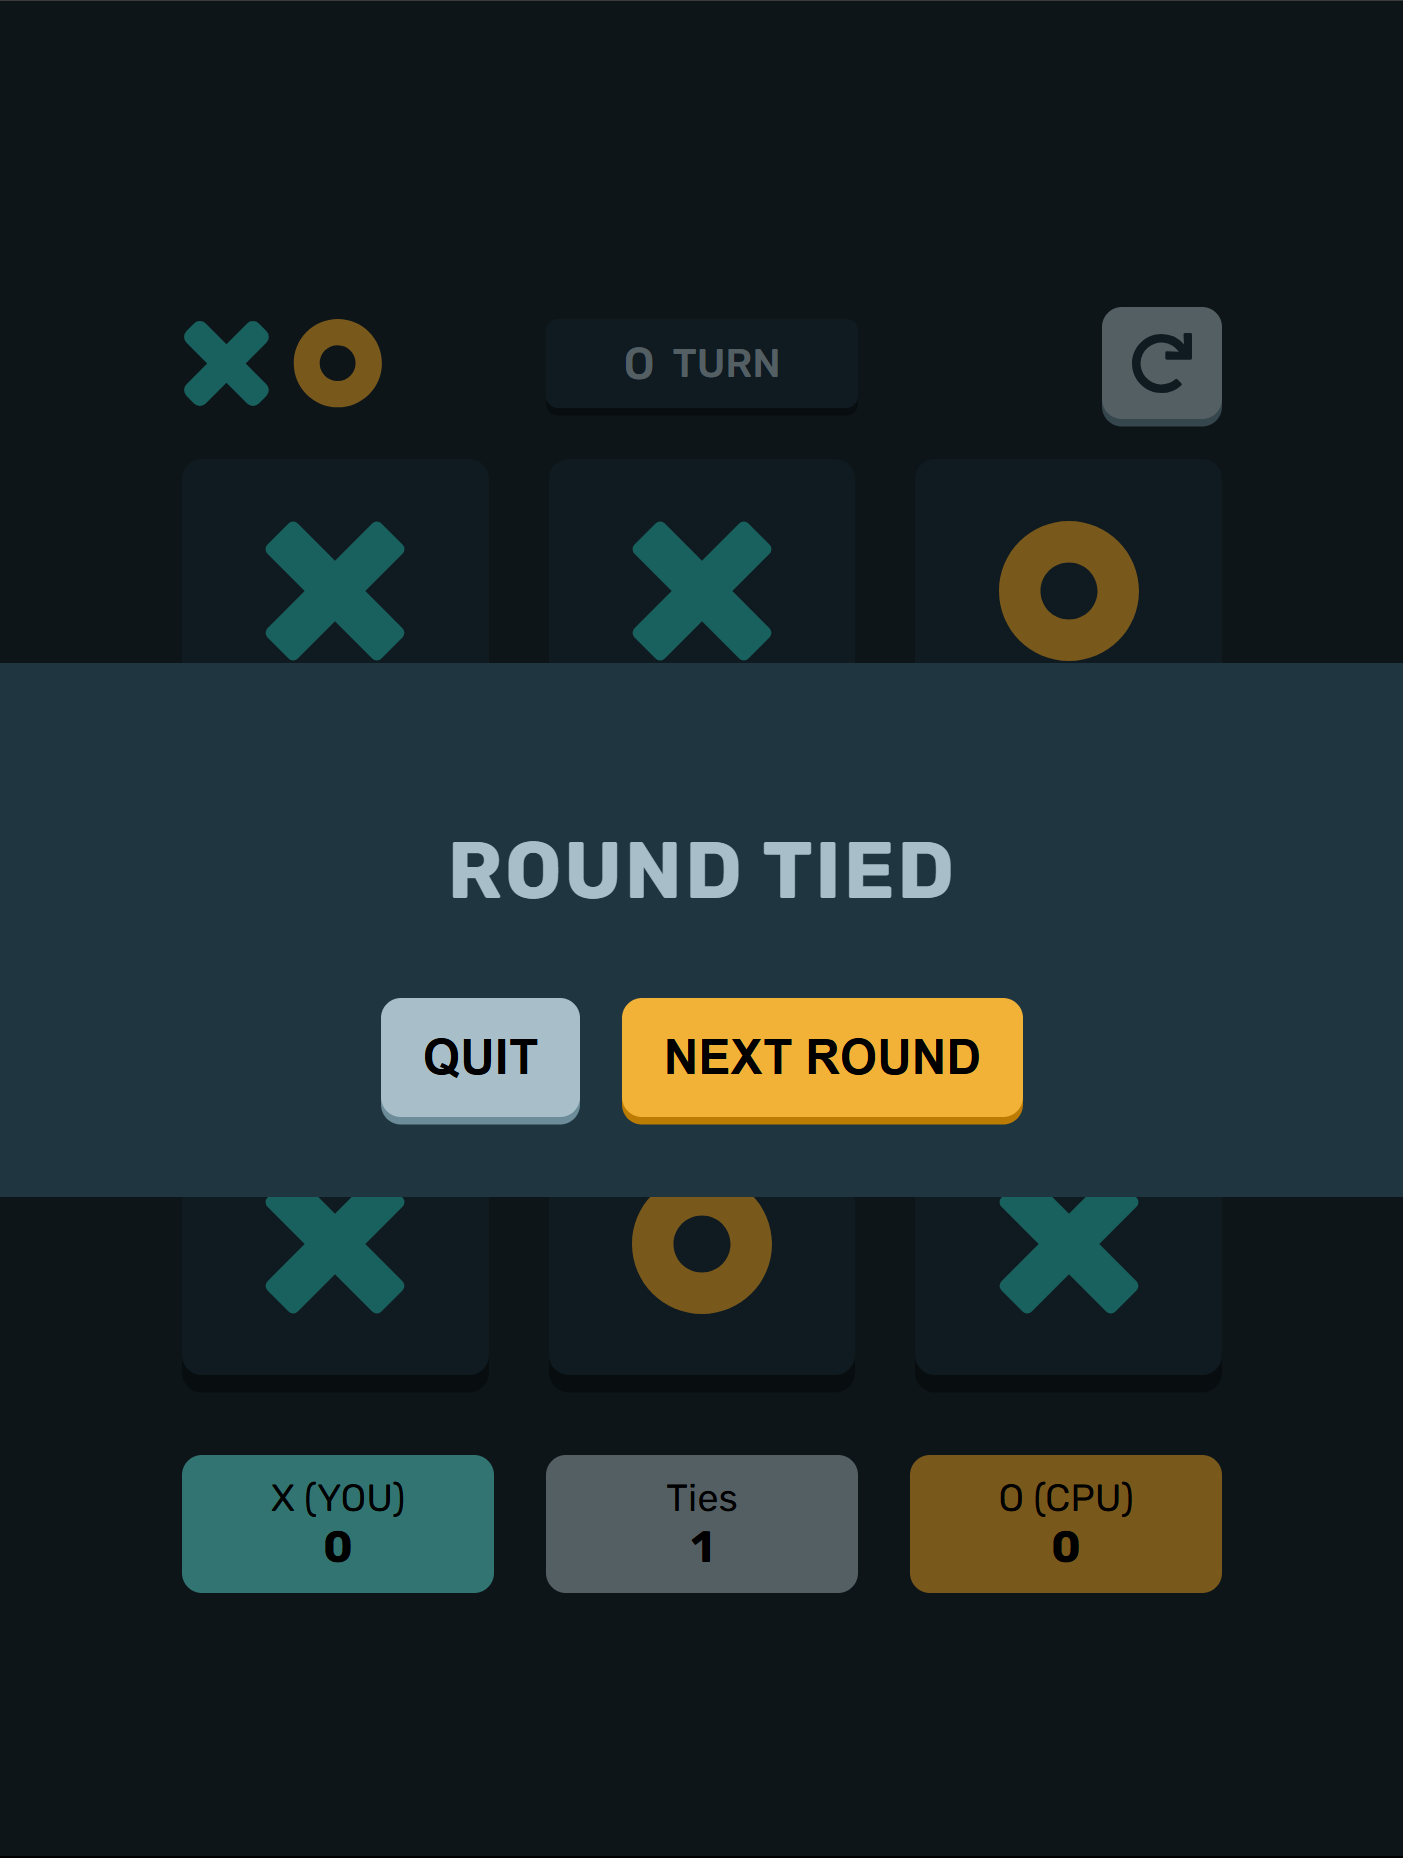 O TURN
ROUND TIED
QUIT
NEXT ROUND
X (YOU)
0
Ties
1
O (CPU)
0